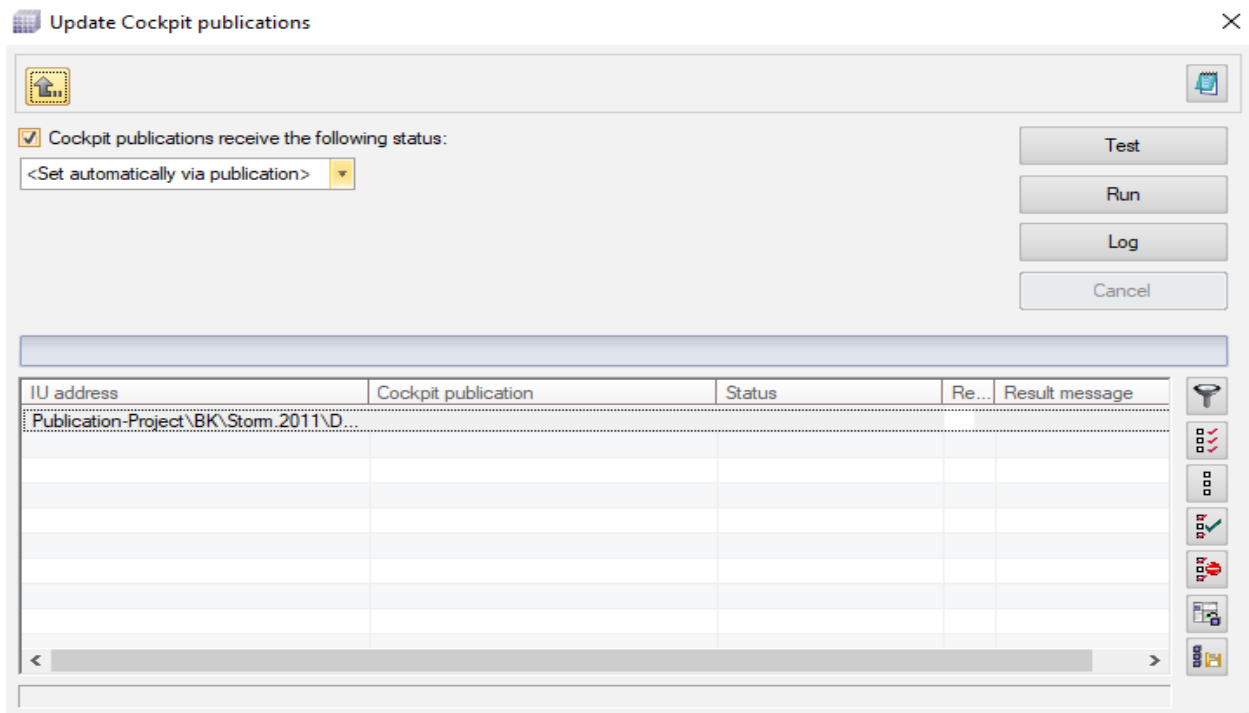 Update Cockpit publications
Cockpit publications receive the following status:
<Set automatically via publication>
Test
Run
Log
Cancel
IU address Cockpit publication Status Re... Result message
Publication-Project\BK\Storm.2011\D...